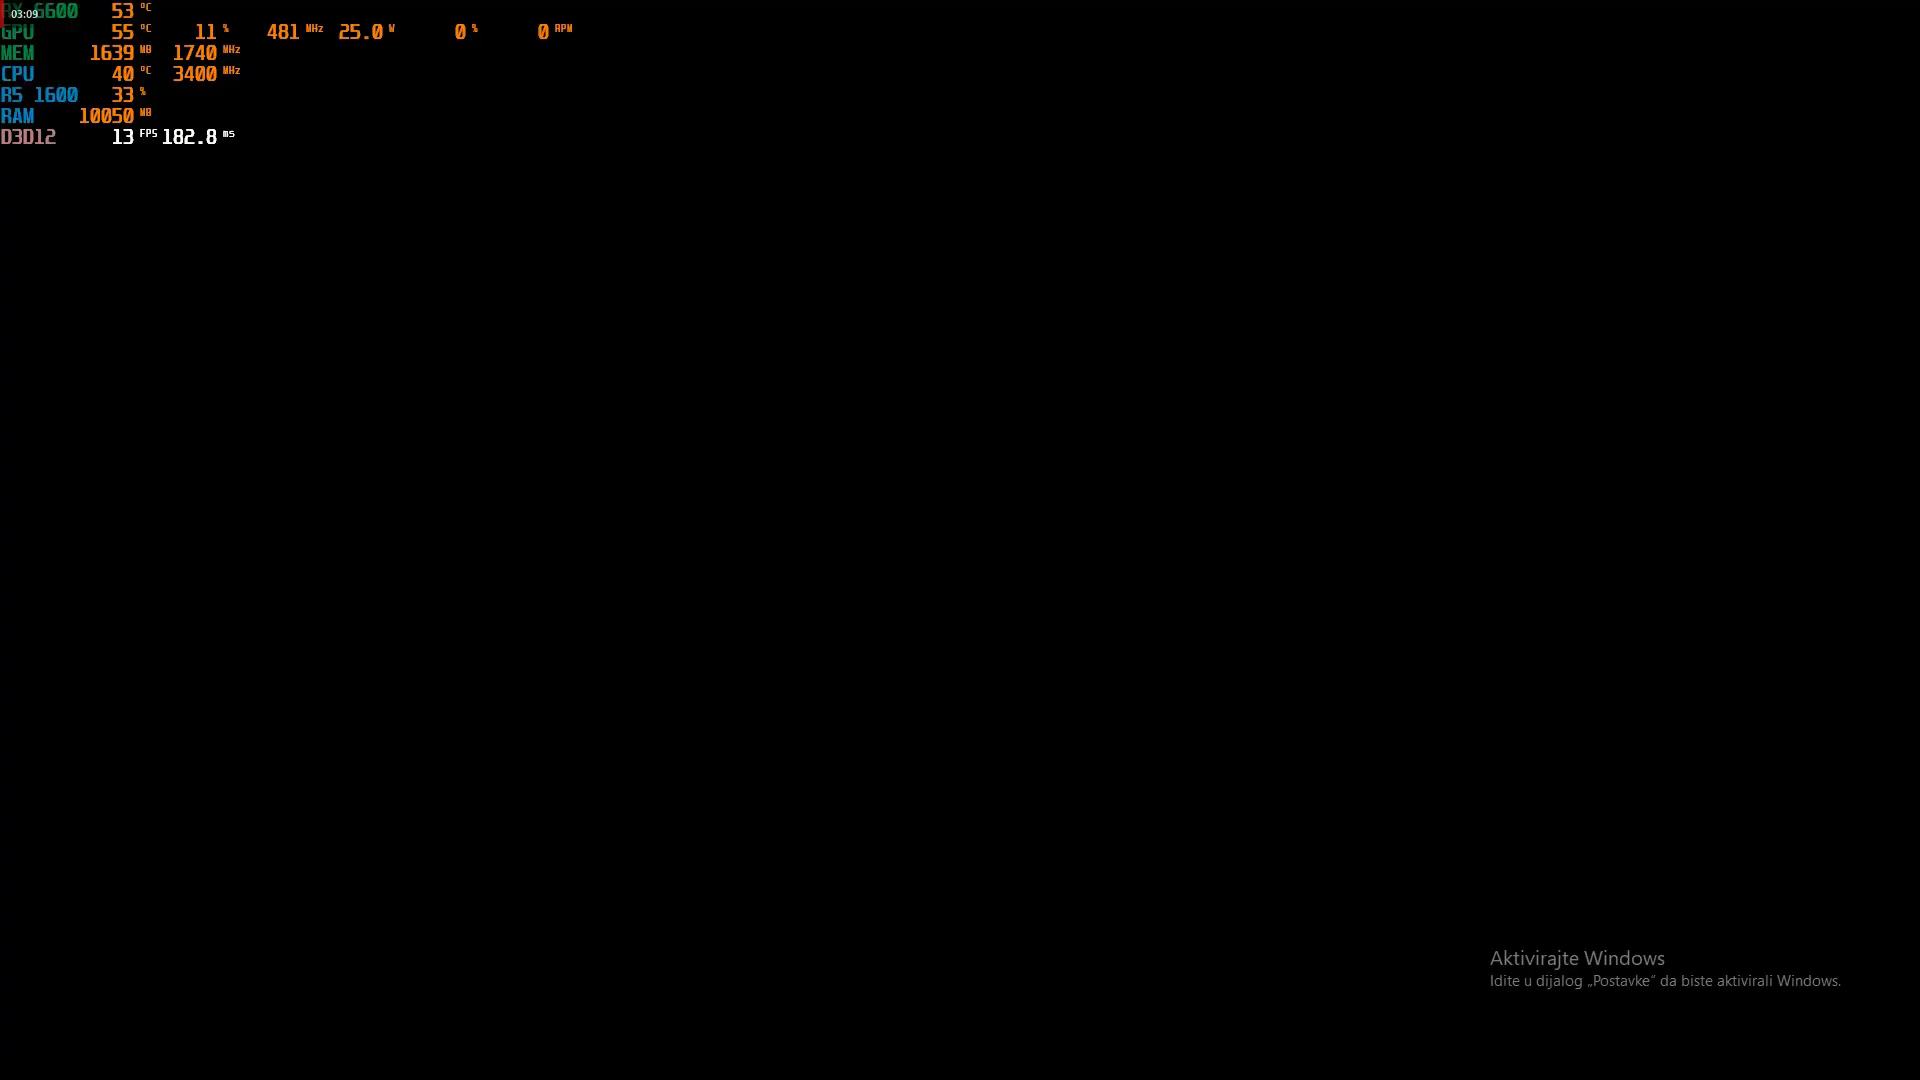 RX 6600 53 °C
03:09
GPU 55 °C 11 % 481 MHz 25.0 W 0 % 0 RPM
MEM 1639 MB 1740 MHz
CPU 40 °C 3400 MHz
R5 1600 33 %
RAM 10050 MB
D3D12 13 FPS 182.8 ms
Aktivirajte Windows
Idite u dijalog „Postavke“ da biste aktivirali Windows.